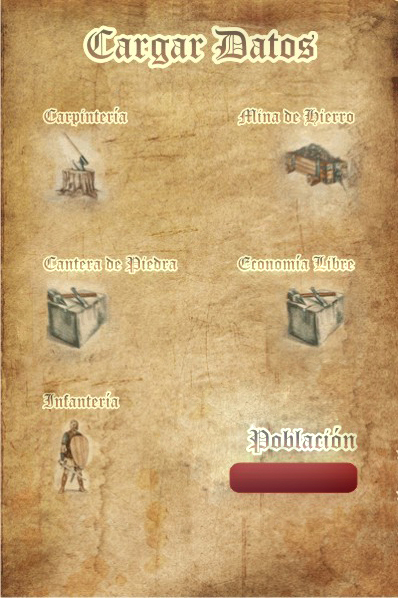 Cargar Datos
Carpintería
Mina de Hierro
Cantera de Piedra
Economía Libre
Infantería
Población